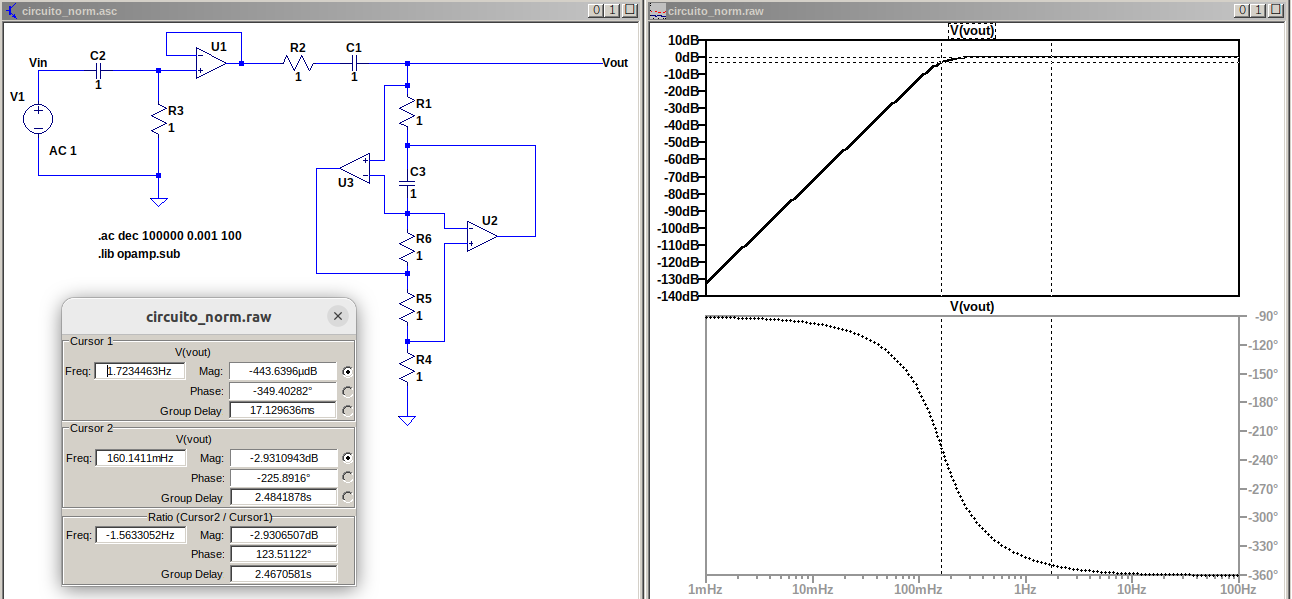 circuito_norm.asc
Vin
C2
1
U1
R2
1
C1
1
Vout
V1
R3
1
AC 1
R1
1
U3
C3
1
U2
R6
1
R5
1
R4
1
.ac dec 100000 0.001 100
.lib opamp.sub
circuito_norm.raw
Cursor 1
V(vout)
Freq: 1.7234463Hz Mag: -443.6396µdB
Phase: -349.40282°
Group Delay 17.129636ms
Cursor 2
V(vout)
Freq: 160.1411mHz Mag: -2.9310943dB
Phase: -225.8916°
Group Delay 2.4841878s
Ratio (Cursor2 / Cursor1)
Freq: -1.5633052Hz Mag: -2.9306507dB
Phase: 123.51122°
Group Delay 2.4670581s
circuito_norm.raw
V(vout)
10dB
0dB
-10dB
-20dB
-30dB
-40dB
-50dB
-60dB
-70dB
-80dB
-90dB
-100dB
-110dB
-120dB
-130dB
-140dB
V(vout)
-90°
-120°
-150°
-180°
-210°
-240°
-270°
-300°
-330°
-360°
1mHz 10mHz 100mHz 1Hz 10Hz 100Hz